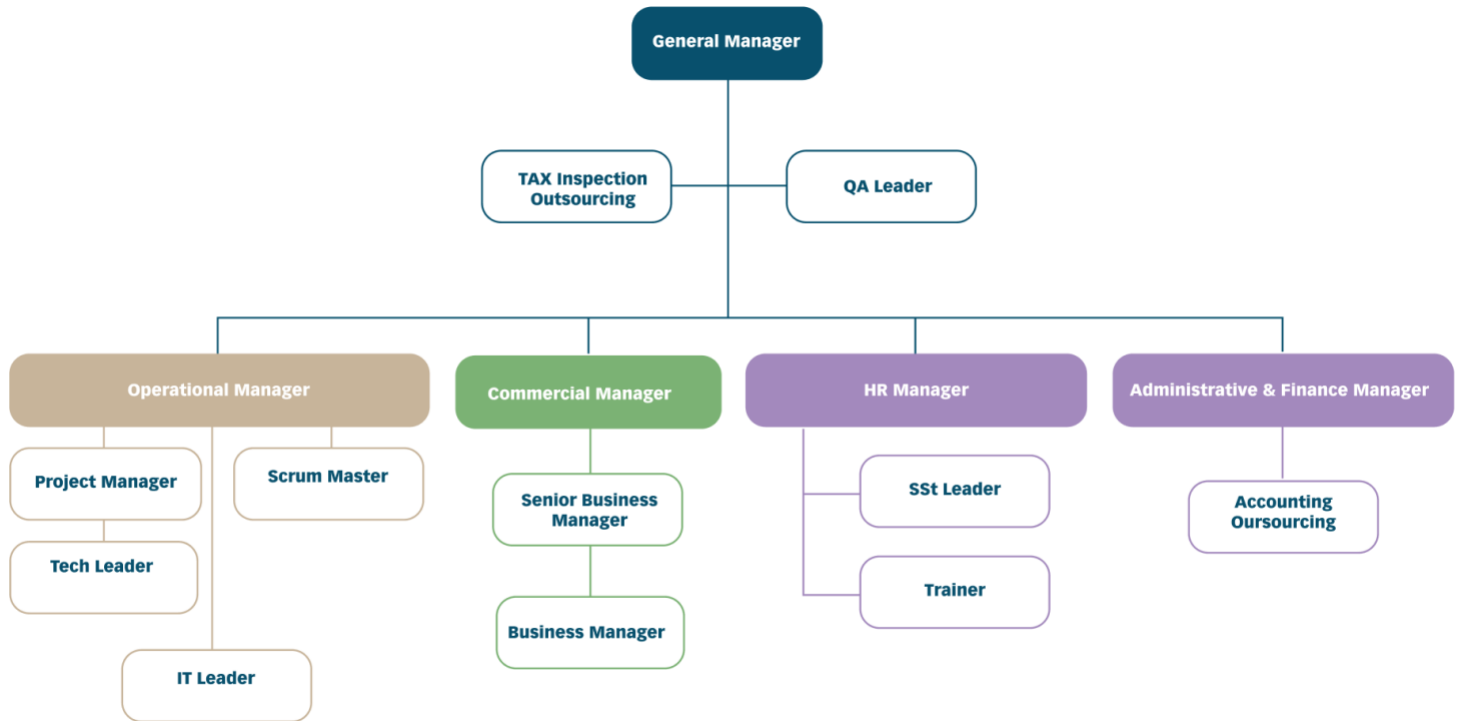 General Manager
TAX Inspection
Outsourcing
QA Leader
Operational Manager
Commercial Manager
HR Manager
Administrative & Finance Manager
Project Manager
Scrum Master
Tech Leader
IT Leader
Senior Business
Manager
Business Manager
SSt Leader
Trainer
Accounting
Oursourcing